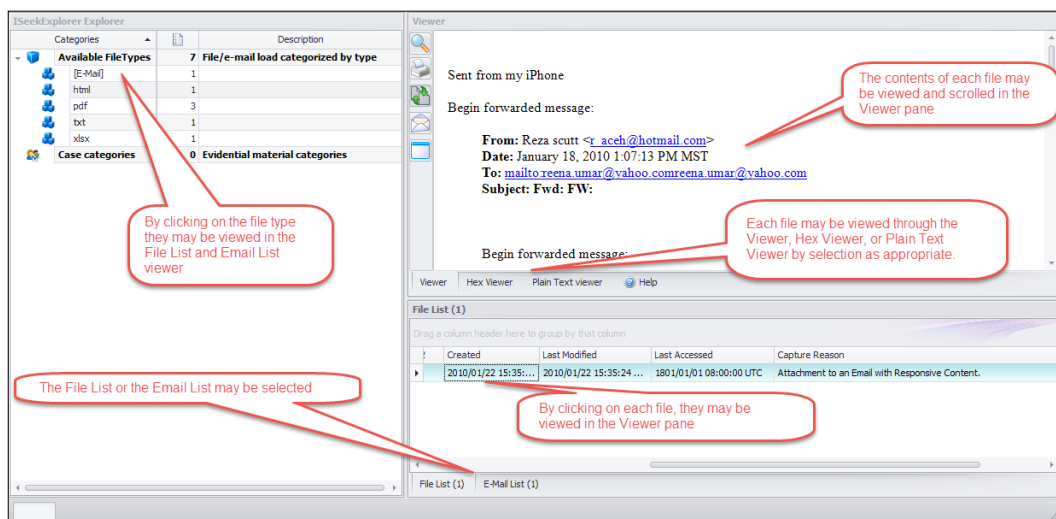 ISeekExplorer Explorer
Categories Description
Available FileTypes 7 File/e-mail load categorized by type
[E-Mail] 1
html 1
pdf 3
txt 1
xlsx 1
Case categories 0 Evidential material categories
By clicking on the file type
they may be viewed in the
File List and Email List
viewer
The File List or the Email List may be selected
Viewer
Sent from my iPhone
Begin forwarded message:
From: Reza scutt <r_aceh@hotmail.com>
Date: January 18, 2010 1:07:13 PM MST
To: mailto:reena.umar@yahoo.comreena.umar@yahoo.com
Subject: Fwd: FW:
Begin forwarded message:
The contents of each file may
be viewed and scrolled in the
Viewer pane
Each file may be viewed through the
Viewer, Hex Viewer, or Plain Text
Viewer by selection as appropriate.
Viewer Hex Viewer Plain Text viewer Help
File List (1)
Drag a column header here to group by that column
Created Last Modified Last Accessed Capture Reason
2010/01/22 15:35:... 2010/01/22 15:35:24 ... 1801/01/01 08:00:00 UTC Attachment to an Email with Responsive Content.
By clicking on each file, they may be
viewed in the Viewer pane
File List (1) E-Mail List (1)